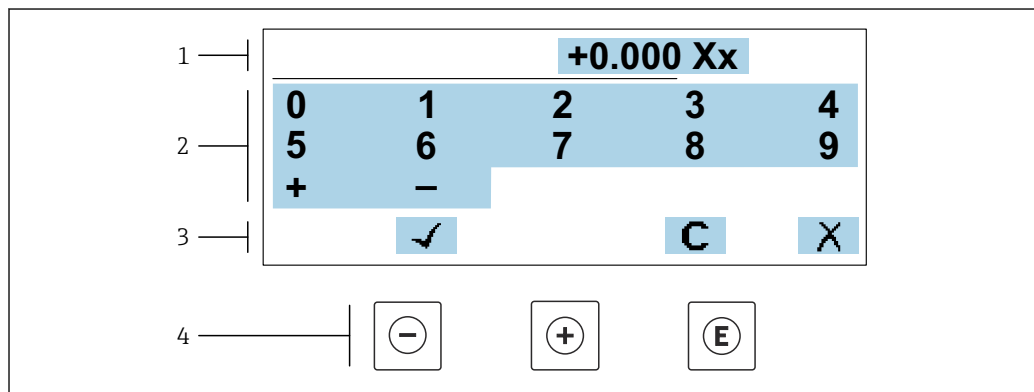 1 +0.000 Xx
0 1 2 3 4
2 5 6 7 8 9
+ −
3 ✓ C X
4 − + E